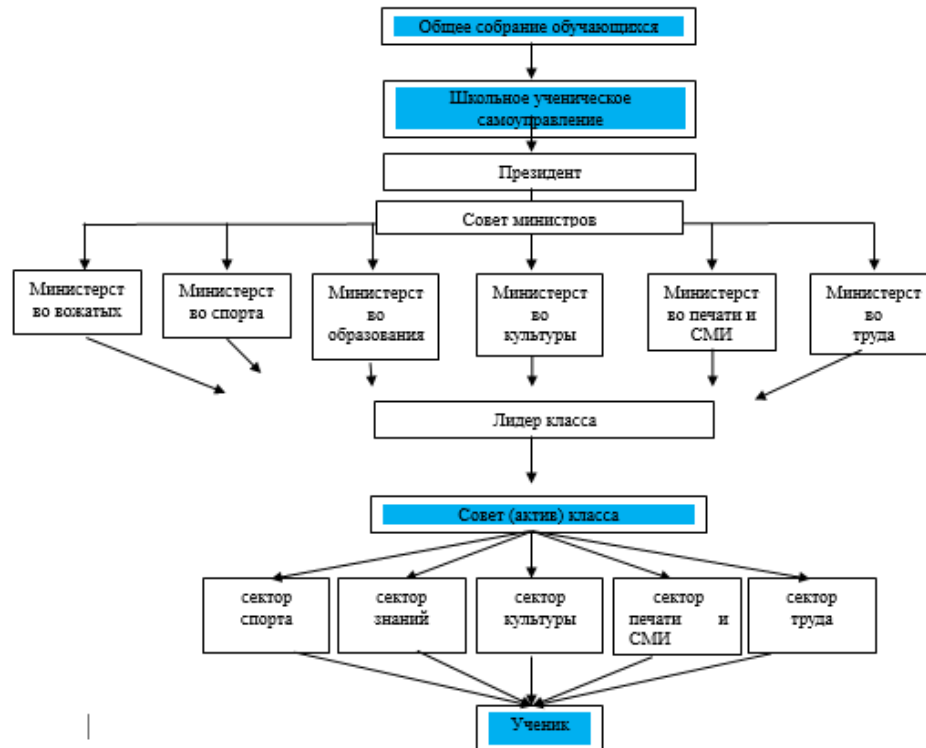 Общее собрание обучающихся
Школьное ученическое
самоуправление
Президент
Совет министров
Министерст
во вожатых
Министерст
во спорта
Министерст
во
образования
Министерст
во
культуры
Министерст
во печати и
СМИ
Министерст
во
труда
Лидер класса
Совет (актив) класса
сектор
спорта
сектор
знаний
сектор
культуры
сектор
печати и
СМИ
сектор
труда
Ученик